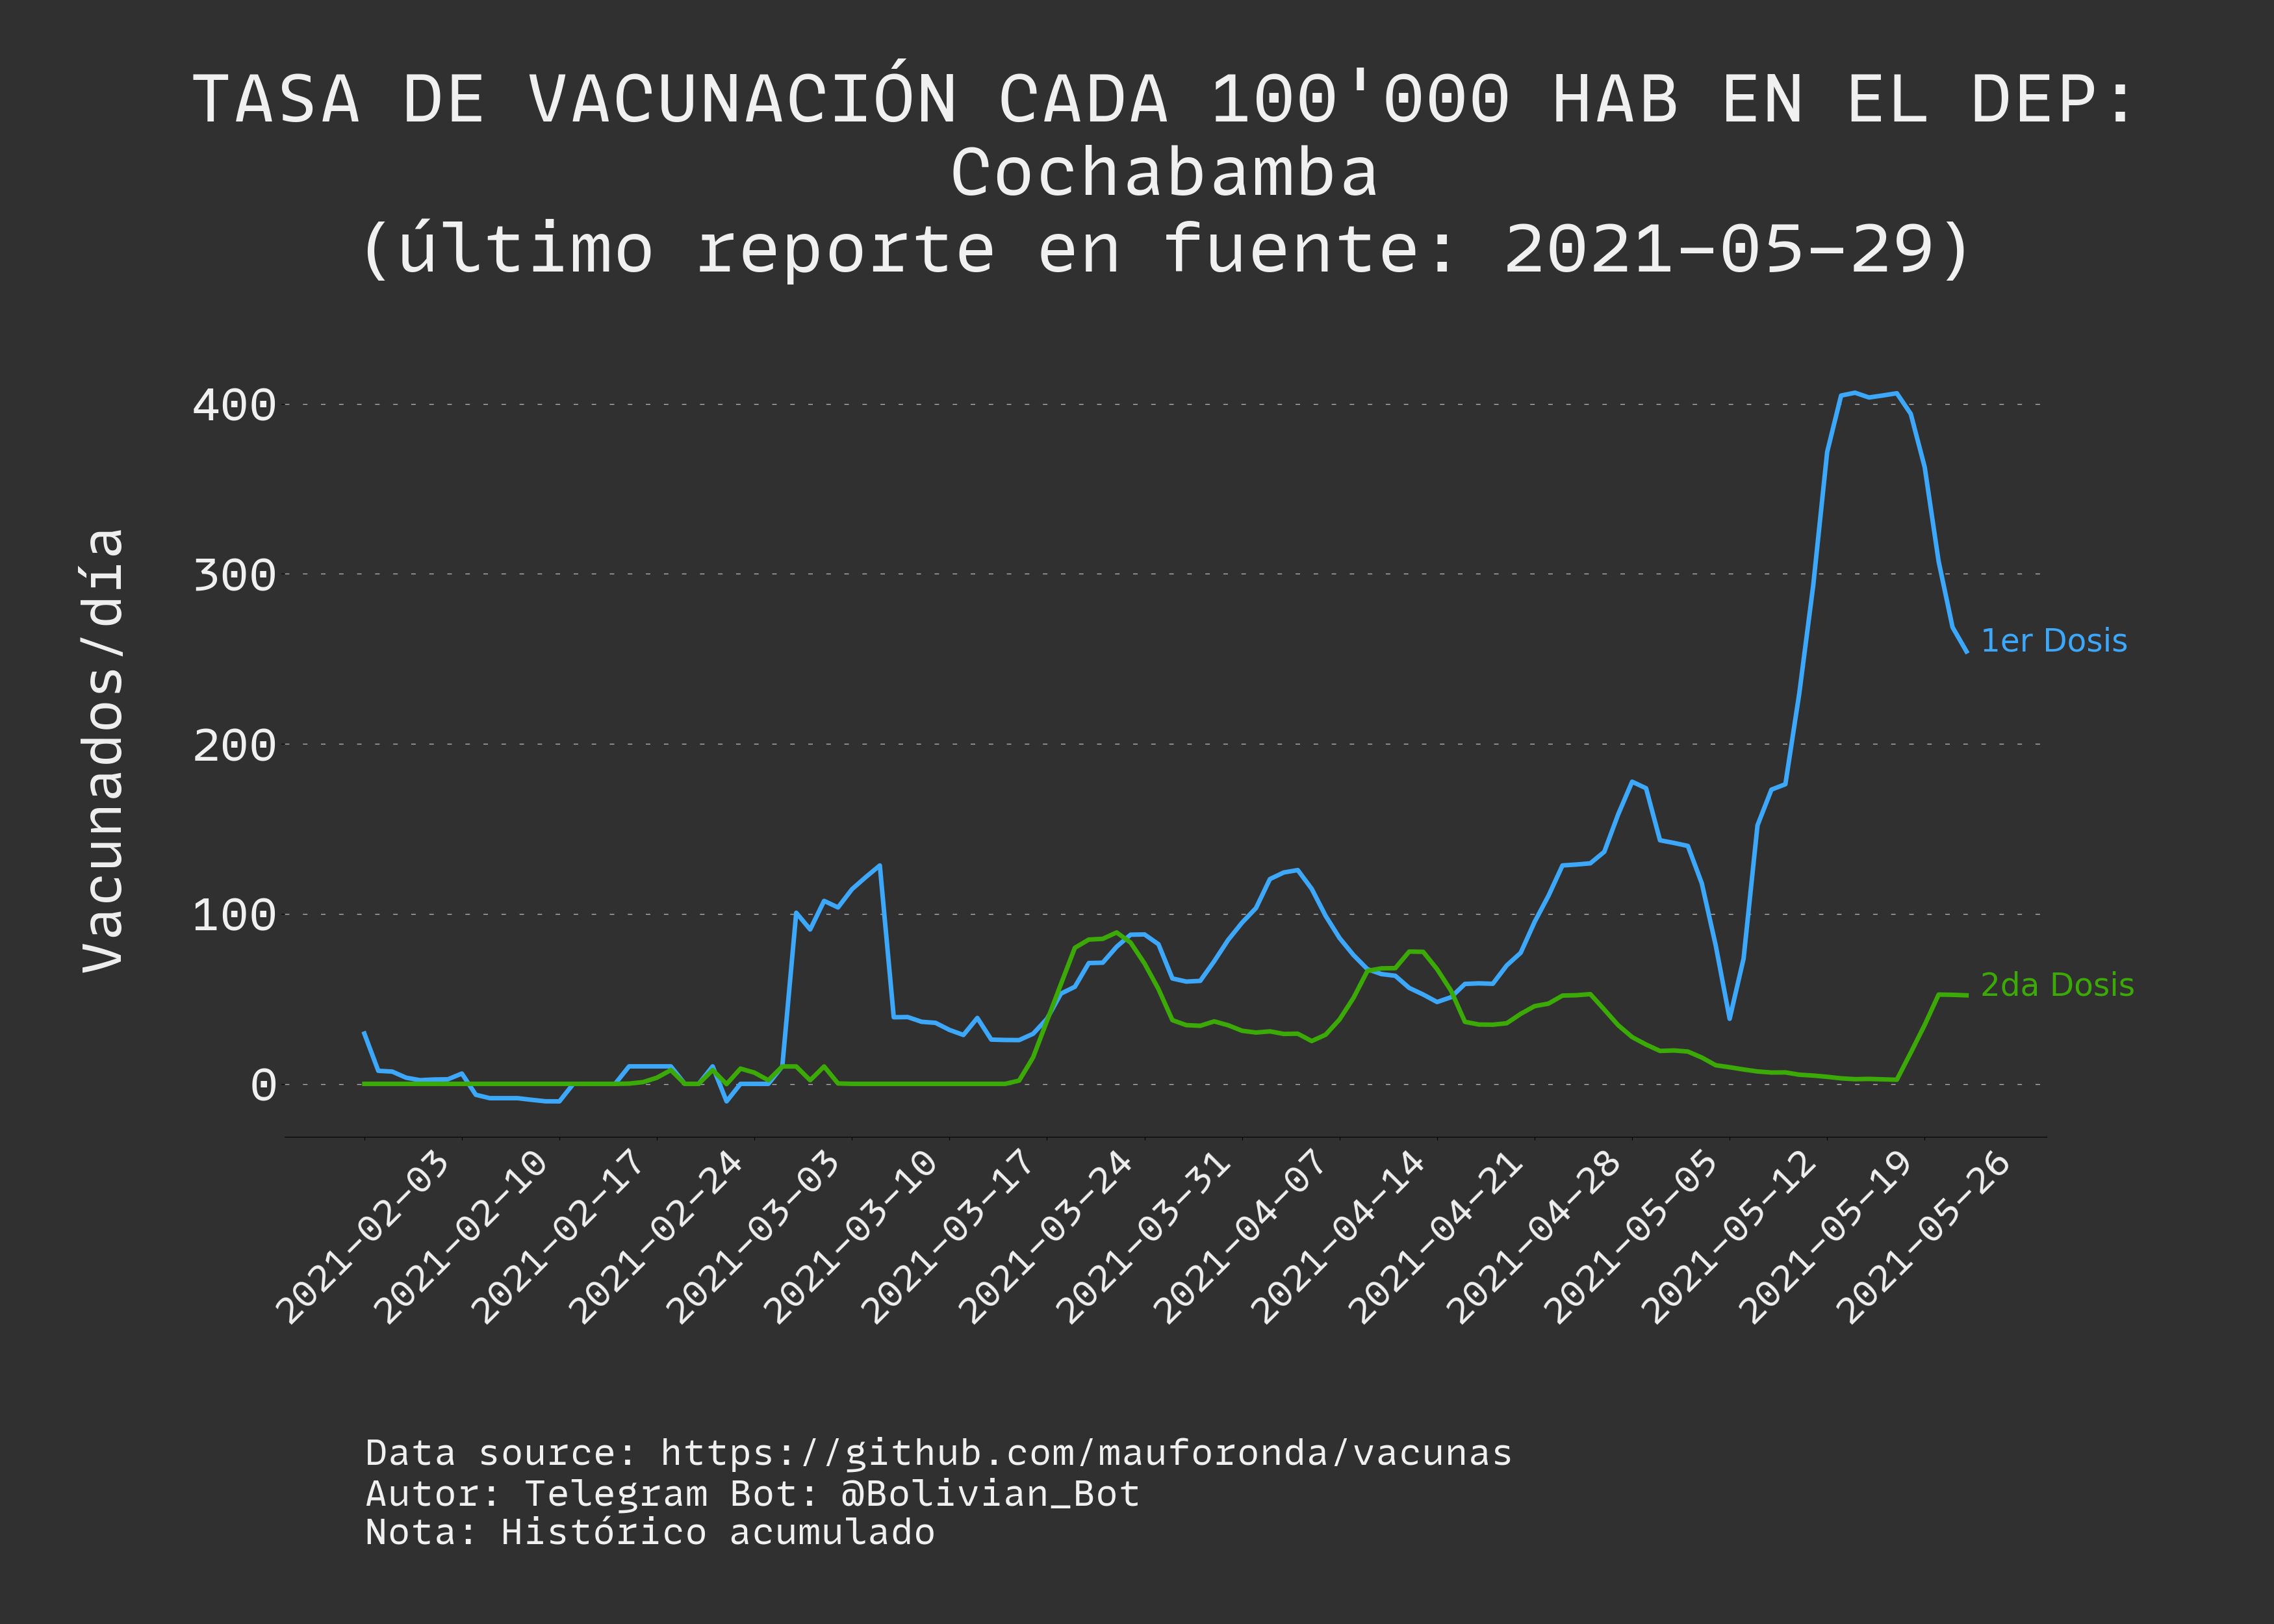 TASA DE VACUNACIÓN CADA 100'000 HAB EN EL DEP:
Cochabamba
(último reporte en fuente: 2021-05-29)
Vacunados/día
400
300
200
100
0
1er Dosis
2da Dosis
2021-02-03
2021-02-10
2021-02-17
2021-02-24
2021-03-03
2021-03-10
2021-03-17
2021-03-24
2021-03-31
2021-04-07
2021-04-14
2021-04-21
2021-04-28
2021-05-05
2021-05-12
2021-05-19
2021-05-26
Data source: https://github.com/mauforonda/vacunas
Autor: Telegram Bot: @Bolivian_Bot
Nota: Histórico acumulado